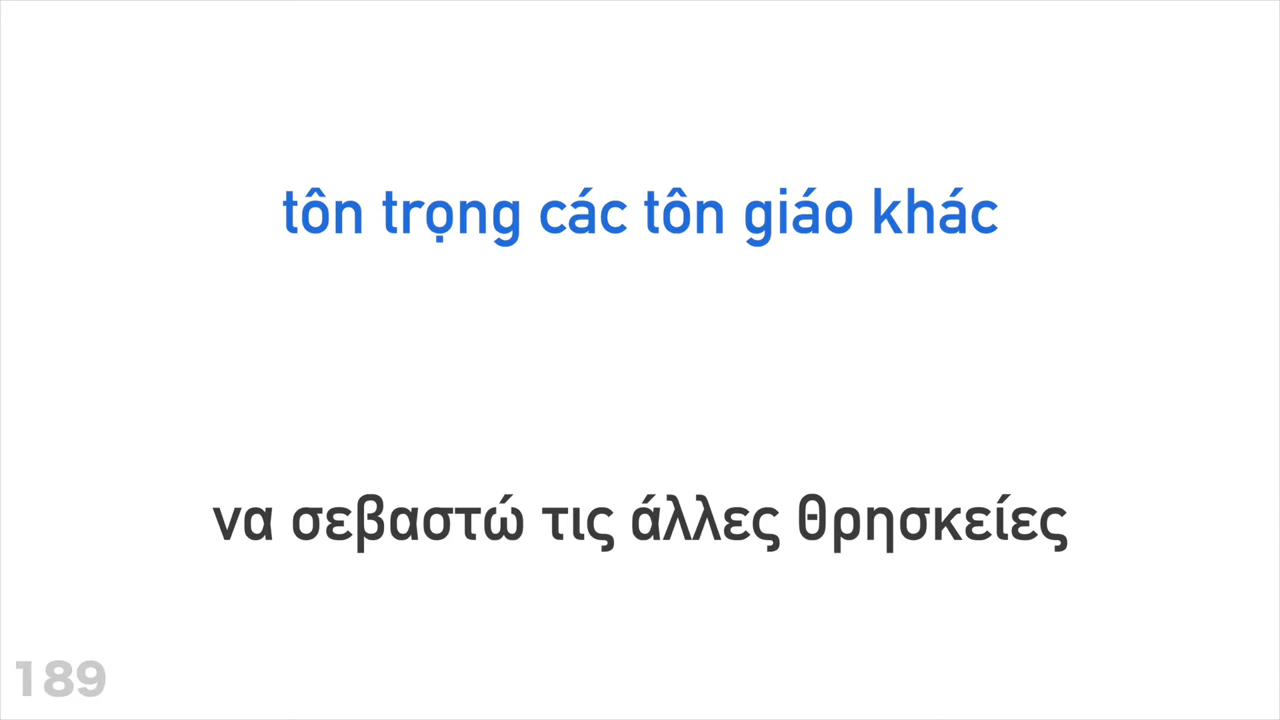 tôn trọng các tôn giáo khác
να σεβαστώ τις άλλες θρησκείες
189